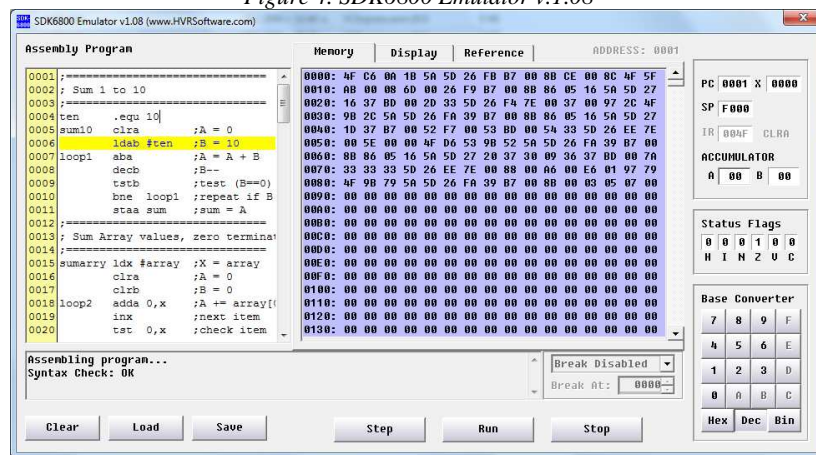 Figure 4. SDK6800 Emulator v.1.08
SDK6800 Emulator v1.08 (www.HVRSoftware.com)
Assembly Program
0001 ;==============================
0002 ; Sum 1 to 10
0003 ;==============================
0004 ten .equ 10
0005 sum10 clra ;A = 0
0006 ldab #ten ;B = 10
0007 loop1 aba ;A = A + B
0008 decb ;B--
0009 tstb ;test (B==0)
0010 bne loop1 ;repeat if B
0011 staa sum ;sum = A
0012 ;==============================
0013 ; Sum Array values, zero terminat
0014 ;==============================
0015 sumarry ldx #array ;X = array
0016 clra ;A = 0
0017 clrb ;B = 0
0018 loop2 adda 0,x ;A += array[
0019 inx ;next item
0020 tst 0,x ;check item
Memory Display Reference ADDRESS: 0001
0000: 4F C6 0A 1B 5A 5D 26 FB B7 00 8B CE 00 8C 4F 5F
0010: AB 00 08 6D 00 26 F9 B7 00 8B 86 05 16 5A 5D 27
0020: 16 37 BD 00 2D 33 5D 26 F4 7E 00 37 00 97 2C 4F
0030: 9B 2C 5A 5D 26 FA 39 B7 00 8B 86 05 16 5A 5D 27
0040: 1D 37 B7 00 52 F7 00 53 BD 00 54 33 5D 26 EE 7E
0050: 00 5E 00 00 4F D6 53 9B 52 5A 5D 26 FA 39 B7 00
0060: 8B 86 05 16 5A 5D 27 20 37 30 09 36 37 BD 00 7A
0070: 33 33 33 5D 26 EE 7E 00 88 00 A6 00 E6 01 97 79
0080: 4F 9B 79 5A 5D 26 FA 39 B7 00 8B 00 03 05 07 00
0090: 00 00 00 00 00 00 00 00 00 00 00 00 00 00 00 00
00A0: 00 00 00 00 00 00 00 00 00 00 00 00 00 00 00 00
00B0: 00 00 00 00 00 00 00 00 00 00 00 00 00 00 00 00
00C0: 00 00 00 00 00 00 00 00 00 00 00 00 00 00 00 00
00D0: 00 00 00 00 00 00 00 00 00 00 00 00 00 00 00 00
00E0: 00 00 00 00 00 00 00 00 00 00 00 00 00 00 00 00
00F0: 00 00 00 00 00 00 00 00 00 00 00 00 00 00 00 00
0100: 00 00 00 00 00 00 00 00 00 00 00 00 00 00 00 00
0110: 00 00 00 00 00 00 00 00 00 00 00 00 00 00 00 00
0120: 00 00 00 00 00 00 00 00 00 00 00 00 00 00 00 00
0130: 00 00 00 00 00 00 00 00 00 00 00 00 00 00 00 00
PC 0001 X 0000
SP F000
IR 004F CLRA
ACCUMULATOR
A 00 B 00
Status Flags
0 0 0 1 0 0
H I N Z V C
Base Converter
7 8 9 F
4 5 6 E
1 2 3 D
0 A B C
Hex Dec Bin
Assembling program...
Syntax Check: OK
Break Disabled
Break At: 0000
Clear Load Save Step Run Stop